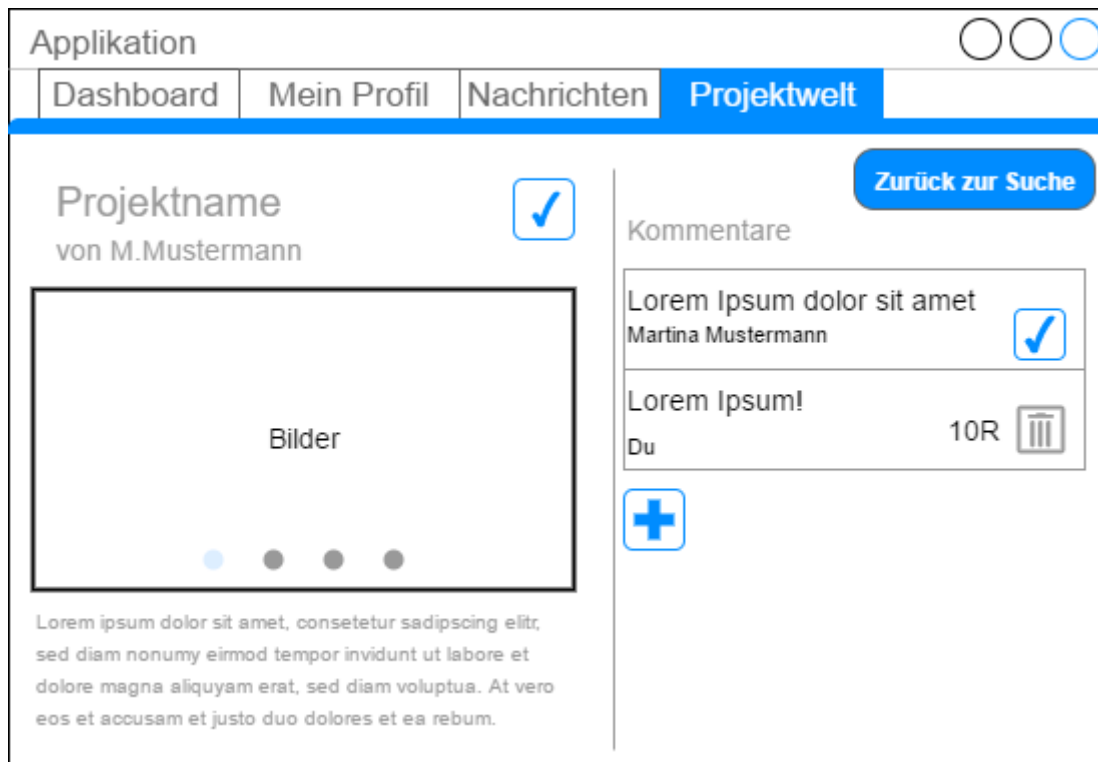 Applikation
Dashboard
Mein Profil
Nachrichten
Projektwelt
Zurück zur Suche
Projektname
von M.Mustermann
Bilder
Lorem ipsum dolor sit amet, consetetur sadipscing elitr,
sed diam nonumy eirmod tempor invidunt ut labore et
dolore magna aliquyam erat, sed diam voluptua. At vero
eos et accusam et justo duo dolores et ea rebum.
Kommentare
Lorem Ipsum dolor sit amet
Martina Mustermann
Lorem Ipsum!
Du
10R